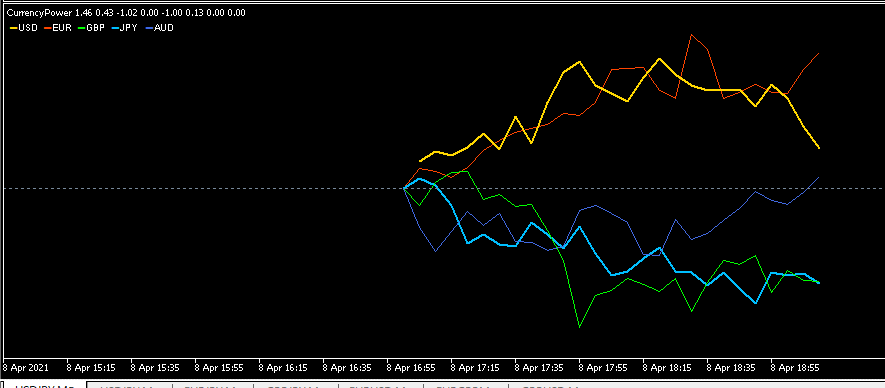 CurrencyPower 1.46 0.43 -1.02 0.00 -1.00 0.13 0.00 0.00
USD EUR GBP JPY AUD
8 Apr 2021 8 Apr 15:15 8 Apr 15:35 8 Apr 15:55 8 Apr 16:15 8 Apr 16:35 8 Apr 16:55 8 Apr 17:15 8 Apr 17:35 8 Apr 17:55 8 Apr 18:15 8 Apr 18:35 8 Apr 18:55